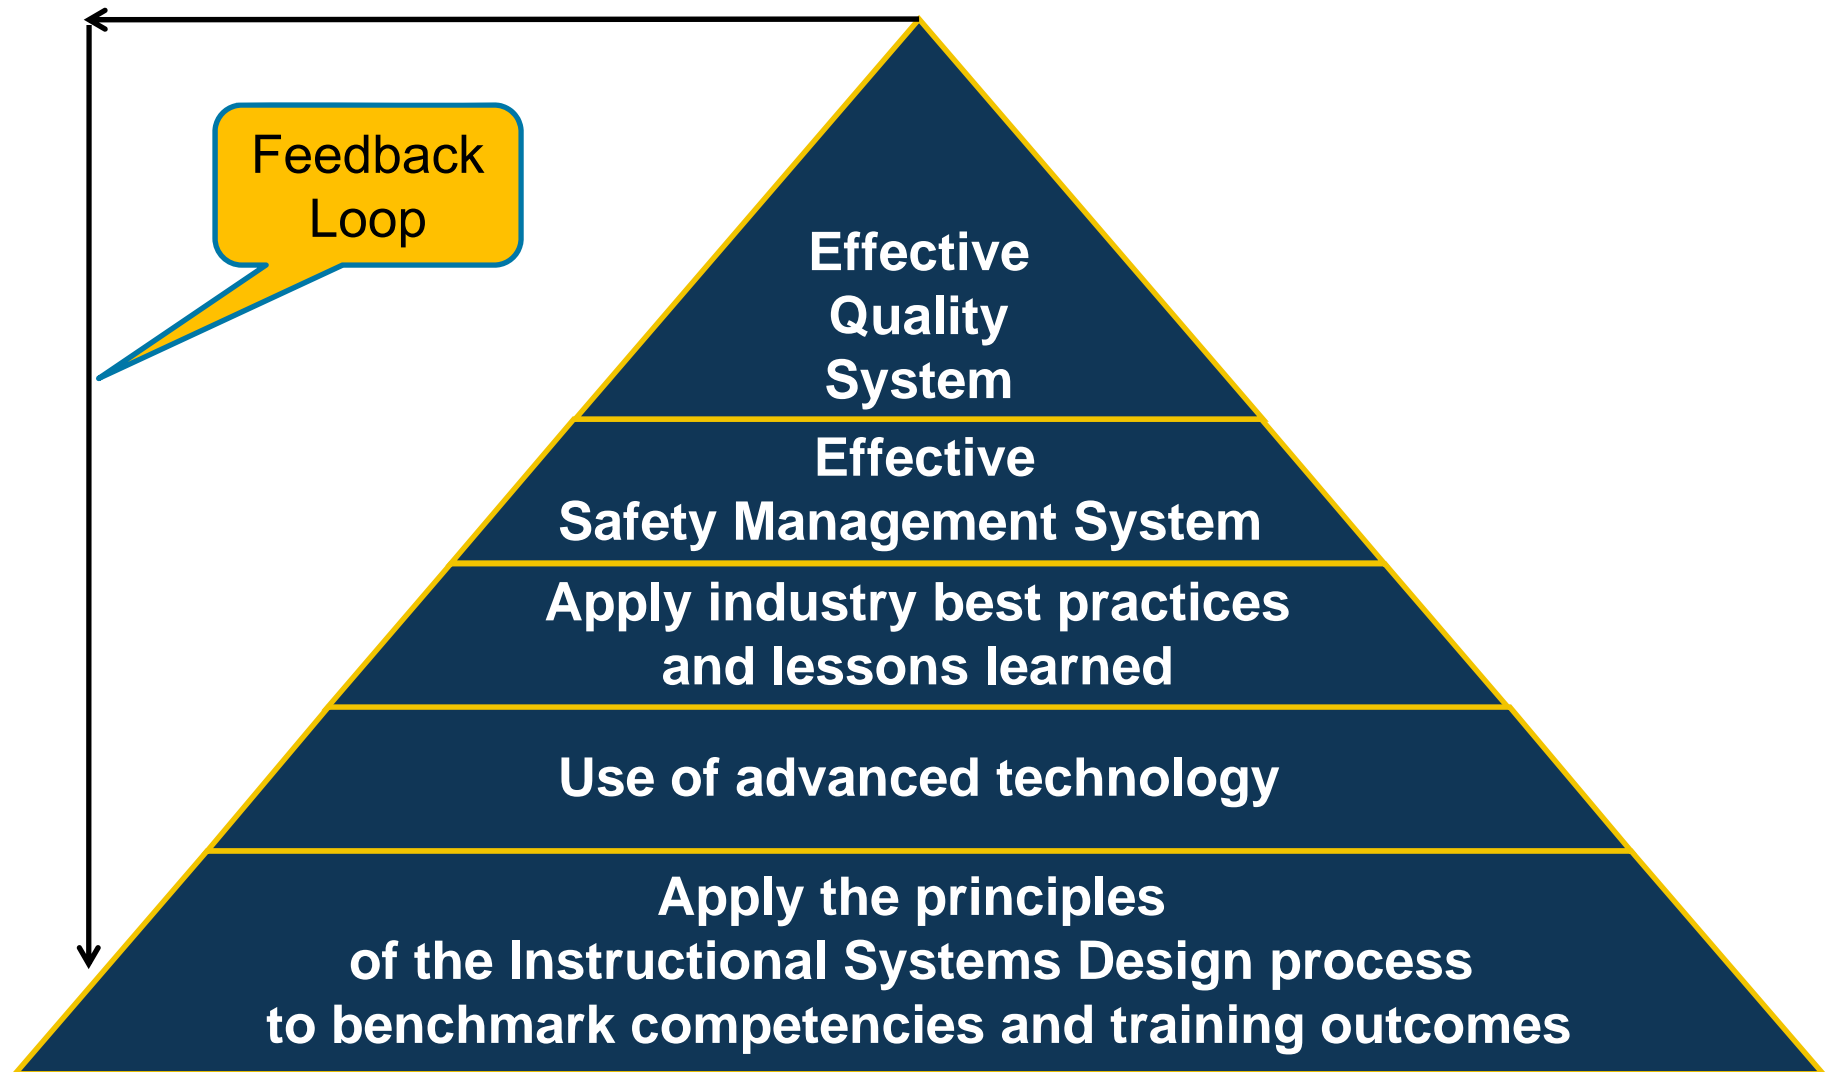 Feedback
Loop
Effective
Quality
System
Effective
Safety Management System
Apply industry best practices
and lessons learned
Use of advanced technology
Apply the principles
of the Instructional Systems Design process
to benchmark competencies and training outcomes